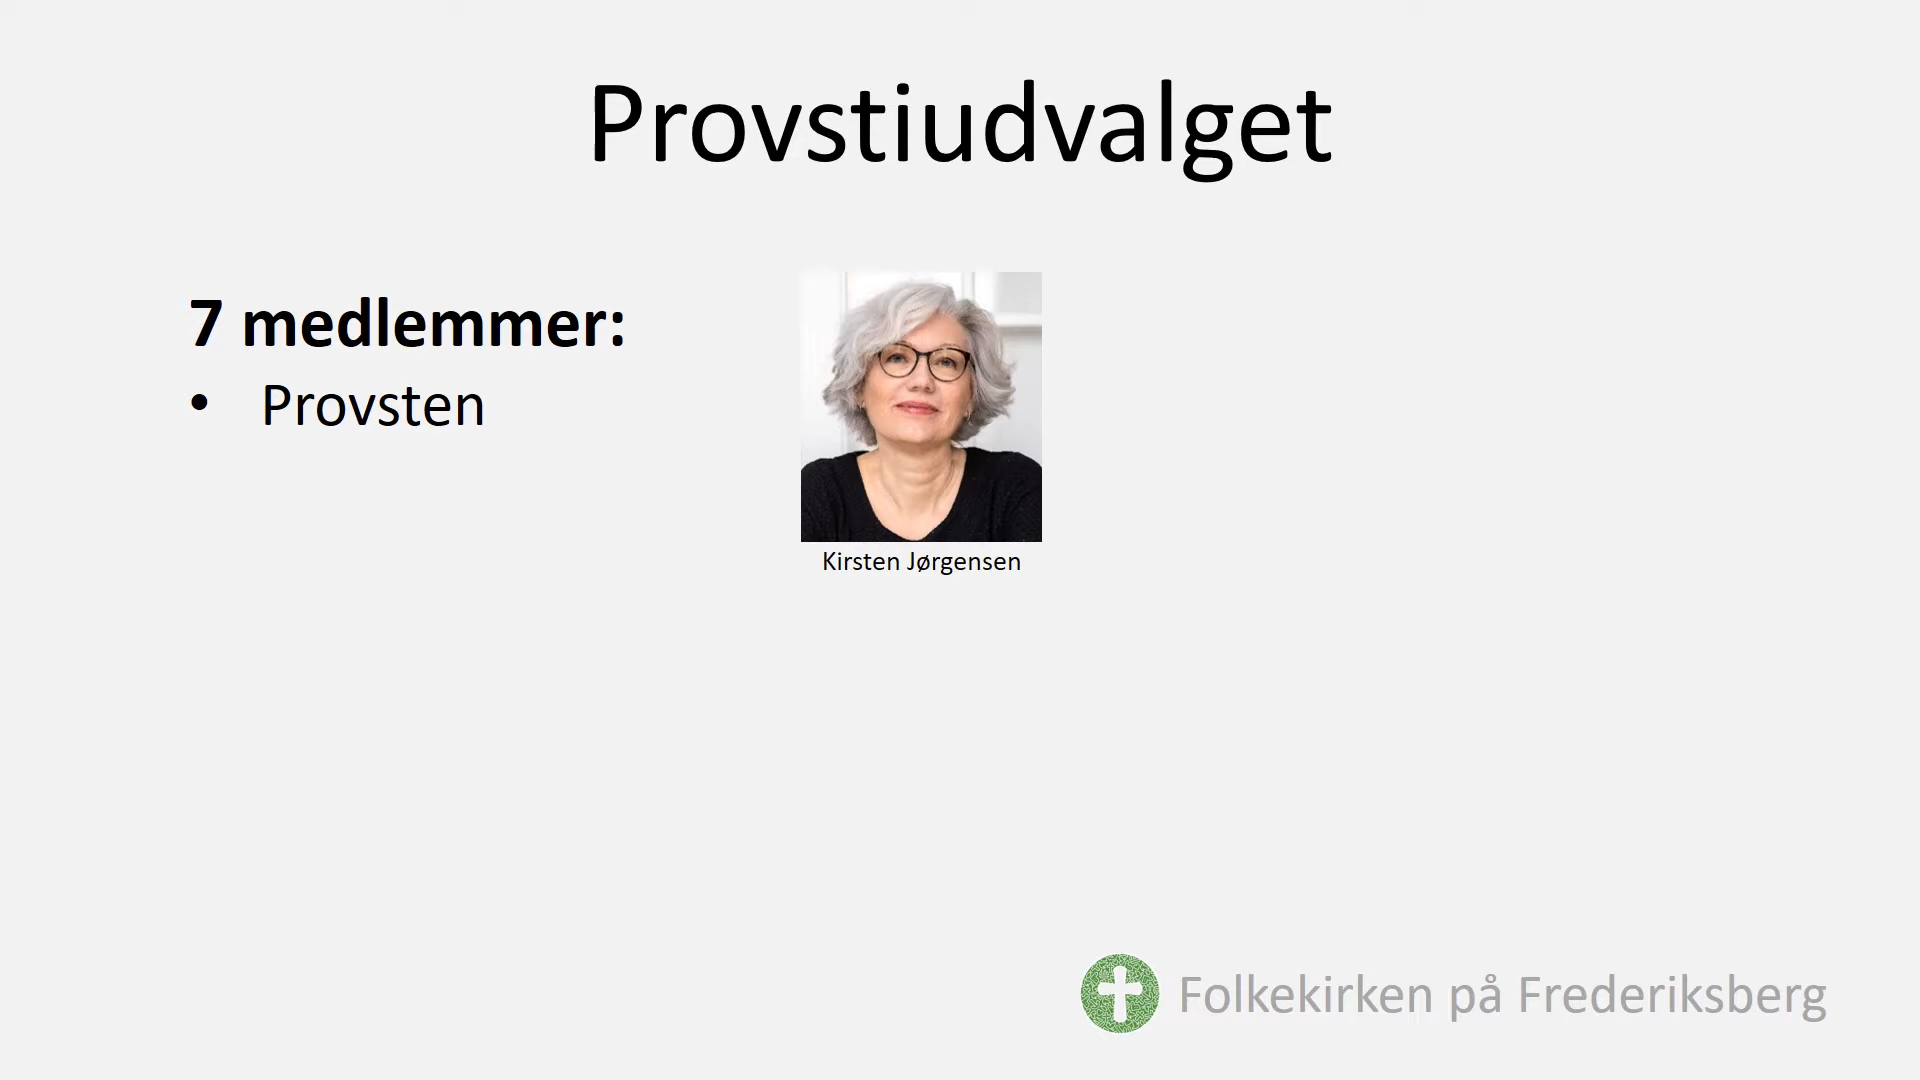 Provstiudvalget
7 medlemmer:
• Provsten
Kirsten Jørgensen
Folkekirken på Frederiksberg